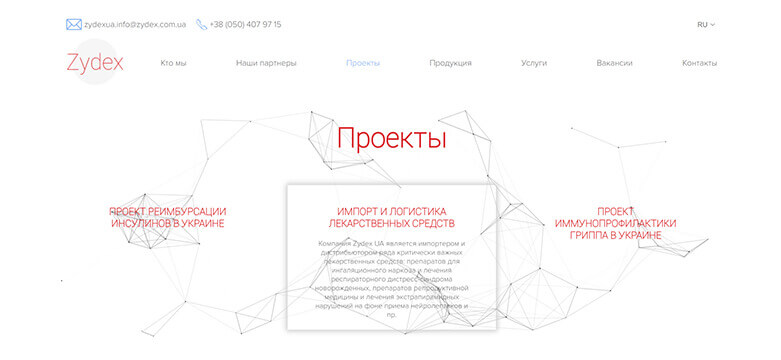 zydexua.info@zydex.com.ua +38 (050) 407 97 15 RU
Zydex Кто мы Наши партнеры Проекты Продукция Услуги Вакансии Контакты
Проекты
ПРОЕКТ РЕИМБУРСАЦИИ
ИНСУЛИНОВ В УКРАИНЕ
ИМПОРТ И ЛОГИСТИКА
ЛЕКАРСТВЕННЫХ СРЕДСТВ
Компания Zydex UA является импортером и
дистрибьютором ряда критически важных
лекарственных средств: препаратов для
ингаляционного наркоза и лечения
респираторного дистресс-синдрома
новорожденных, препаратов репродуктивной
медицины и лечения экстрапирамидных
нарушений на фоне приема нейролептиков и
пр.
ПРОЕКТ
ИММУНОПРОФИЛАКТИКИ
ГРИППА В УКРАИНЕ